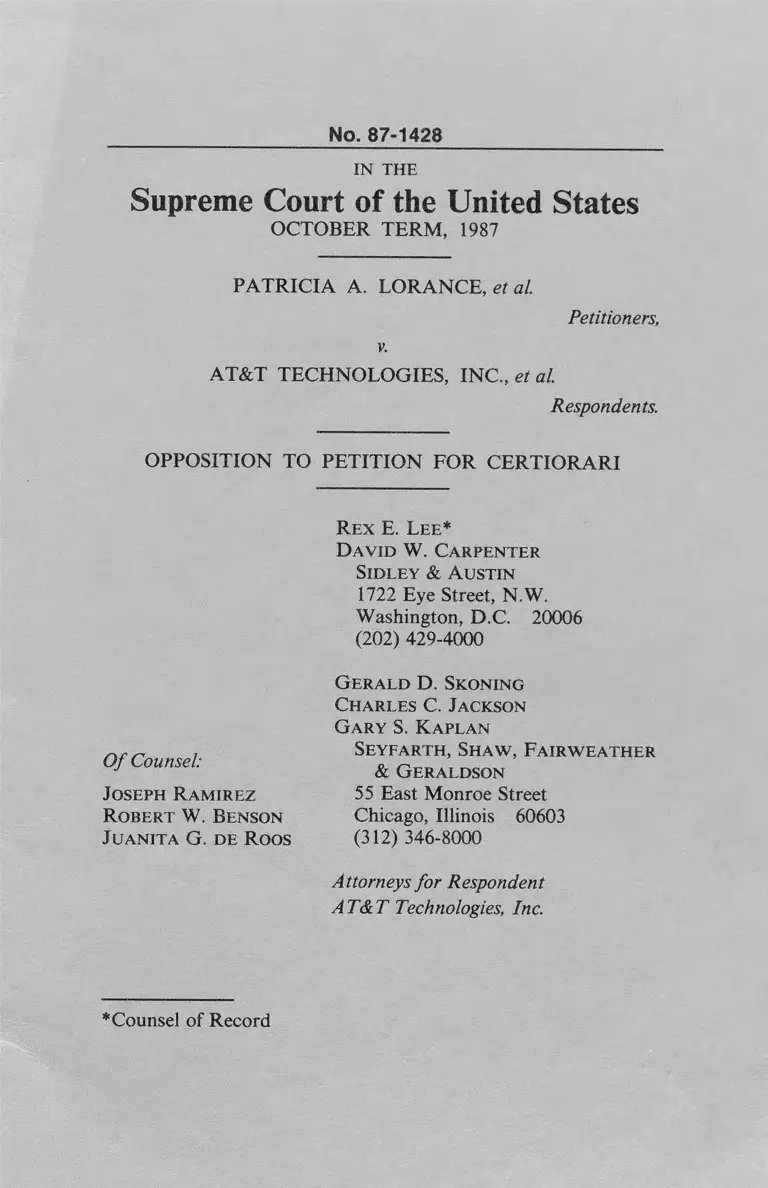 No. 87-1428
IN THE
Supreme Court of the United States
OCTOBER TERM, 1987
PATRICIA A. LORANCE, et al.
Petitioners,
v.
AT&T TECHNOLOGIES, INC., et al.
Respondents.
OPPOSITION TO PETITION FOR CERTIORARI
REX E. LEE*
DAVID W. CARPENTER
SIDLEY & AUSTIN
1722 Eye Street, N.W.
Washington, D.C. 20006
(202) 429-4000
GERALD D. SKONING
CHARLES C. JACKSON
GARY S. KAPLAN
SEYFARTH, SHAW, FAIRWEATHER
& GERALDSON
55 East Monroe Street
Chicago, Illinois 60603
(312) 346-8000
Of Counsel:
JOSEPH RAMIREZ
ROBERT W. BENSON
JUANITA G. DE ROOS
Attorneys for Respondent
AT&T Technologies, Inc.
*Counsel of Record